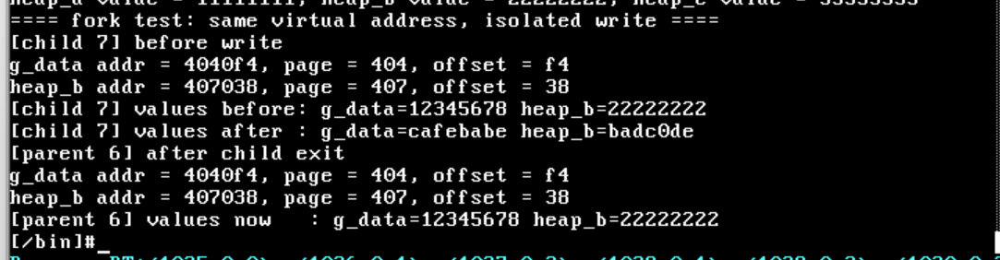 heap_a value = 11111111, heap_b value = 22222222, heap_c value = 33333333
==== fork test: same virtual address, isolated write ====
[child 7] before write
g_data addr = 4040f4, page = 404, offset = f4
heap_b addr = 407038, page = 407, offset = 38
[child 7] values before: g_data=12345678 heap_b=22222222
[child 7] values after : g_data=cafebabe heap_b=badc0de
[parent 6] after child exit
g_data addr = 4040f4, page = 404, offset = f4
heap_b addr = 407038, page = 407, offset = 38
[parent 6] values now   : g_data=12345678 heap_b=22222222
[/bin]#_